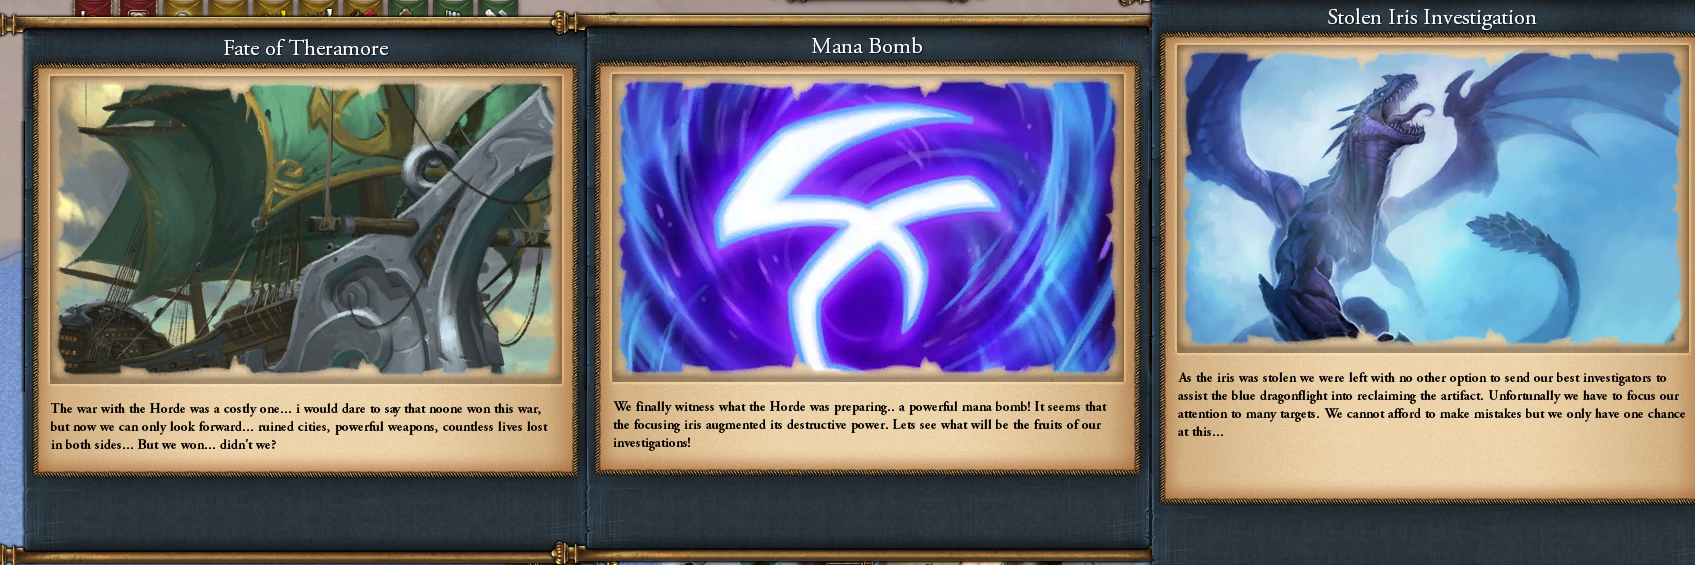 Fate of Theramore
The war with the Horde was a costly one... i would dare to say that noone won this war,
but now we can only look forward... ruined cities, powerful weapons, countless lives lost
in both sides... But we won... didn't we?
Mana Bomb
We finally witness what the Horde was preparing.. a powerful mana bomb! It seems that
the focusing iris augmented its destructive power. Lets see what will be the fruits of our
investigations!
Stolen Iris Investigation
As the iris was stolen we were left with no other option to send our best investigators to
assist the blue dragonflight into reclaiming the artifact. Unfortunately we have to focus our
attention to many targets. We cannot afford to make mistakes but we only have one chance
at this...